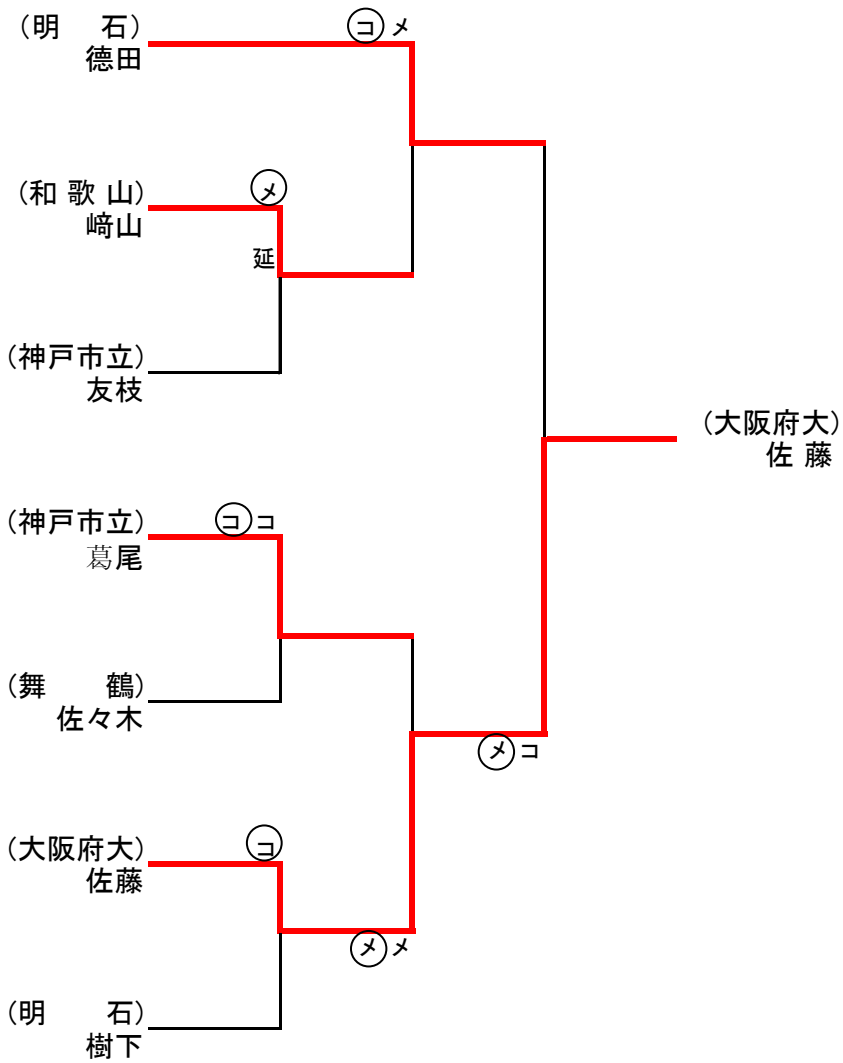 (明 石)
德田
㋙メ
(和 歌 山)
﨑山
㋱
延
(神戸市立)
友枝
(大阪府大)
佐 藤
(神戸市立)
葛尾
㋙コ
(舞 鶴)
佐々木
㋱コ
(大阪府大)
佐藤
㋙
㋱メ
(明 石)
樹下